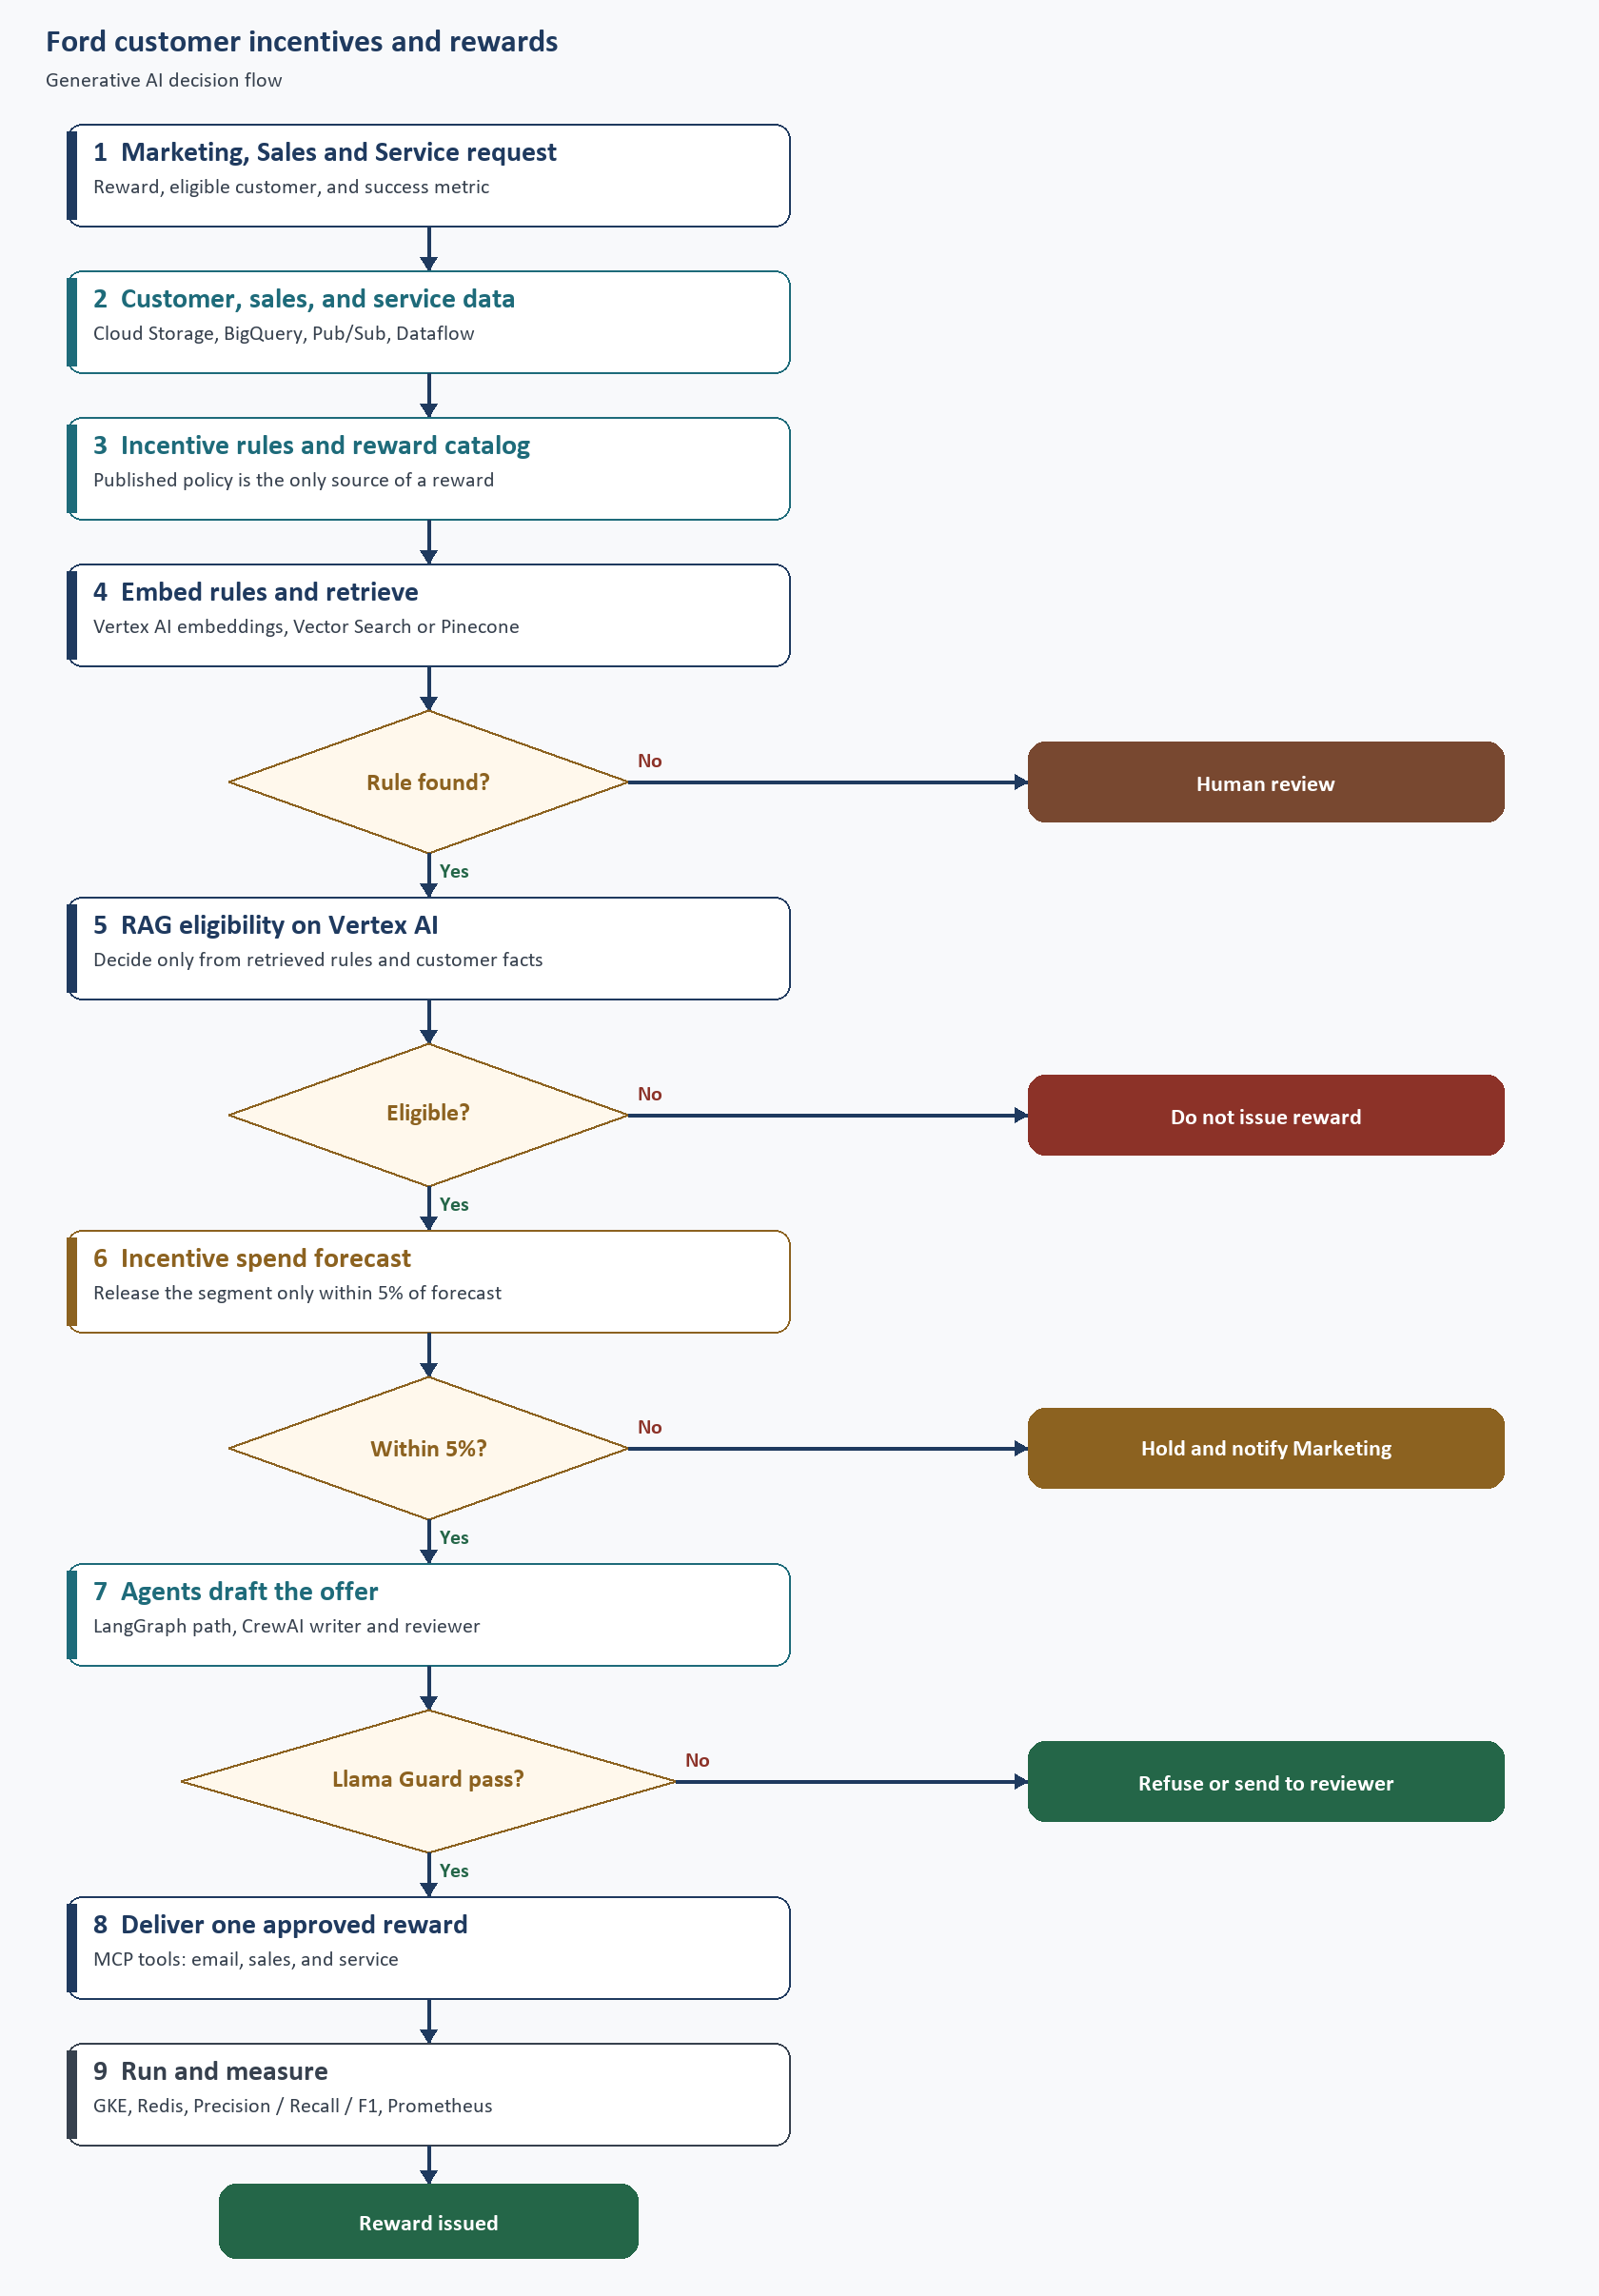 Ford customer incentives and rewards
Generative AI decision flow
1 Marketing, Sales and Service request
Reward, eligible customer, and success metric
2 Customer, sales, and service data
Cloud Storage, BigQuery, Pub/Sub, Dataflow
3 Incentive rules and reward catalog
Published policy is the only source of a reward
4 Embed rules and retrieve
Vertex AI embeddings, Vector Search or Pinecone
Rule found?
No
Human review
Yes
5 RAG eligibility on Vertex AI
Decide only from retrieved rules and customer facts
Eligible?
No
Do not issue reward
Yes
6 Incentive spend forecast
Release the segment only within 5% of forecast
Within 5%?
No
Hold and notify Marketing
Yes
7 Agents draft the offer
LangGraph path, CrewAI writer and reviewer
Llama Guard pass?
No
Refuse or send to reviewer
Yes
8 Deliver one approved reward
MCP tools: email, sales, and service
9 Run and measure
GKE, Redis, Precision / Recall / F1, Prometheus
Reward issued